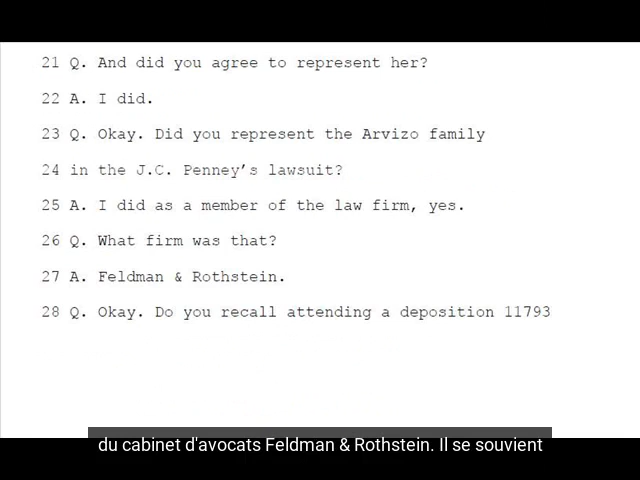 21 Q. And did you agree to represent her?
22 A. I did.
23 Q. Okay. Did you represent the Arvizo family
24 in the J.C. Penney’s lawsuit?
25 A. I did as a member of the law firm, yes.
26 Q. What firm was that?
27 A. Feldman & Rothstein.
28 Q. Okay. Do you recall attending a deposition 11793
du cabinet d'avocats Feldman & Rothstein. Il se souvient